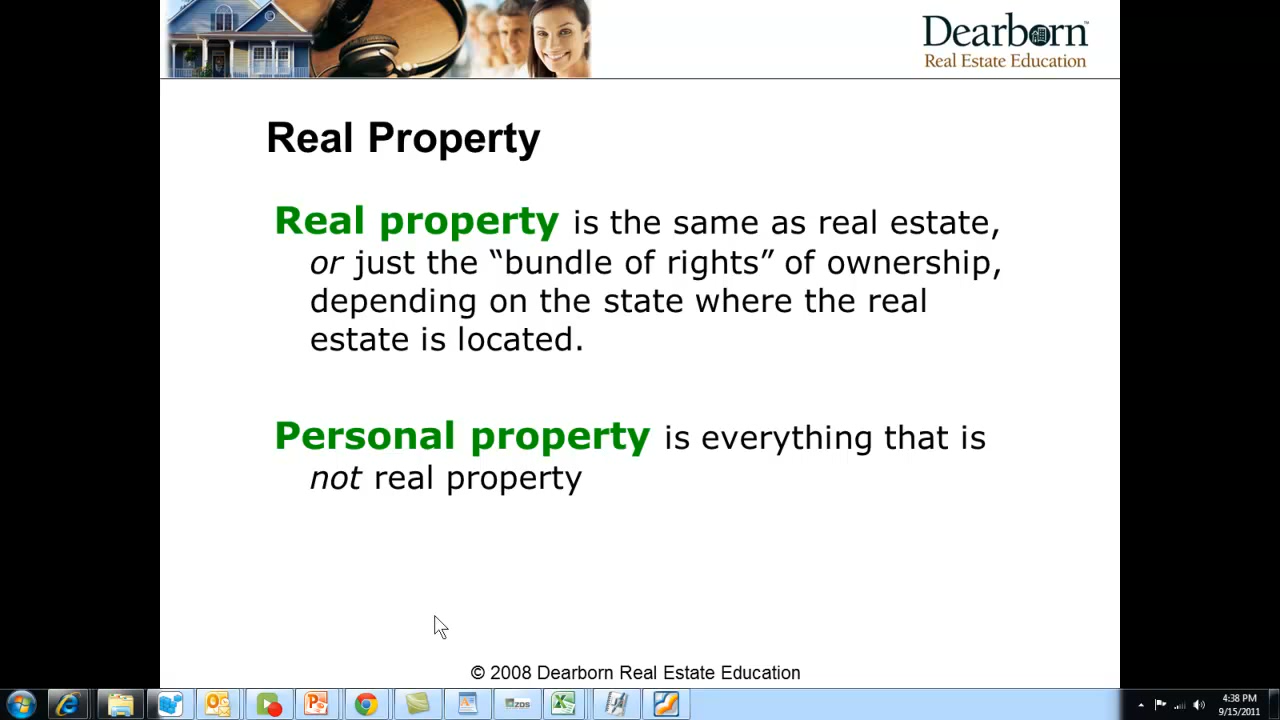 Dearborn™
Real Estate Education
Real Property
Real property is the same as real estate,
or just the “bundle of rights” of ownership,
depending on the state where the real
estate is located.
Personal property is everything that is
not real property
© 2008 Dearborn Real Estate Education
ZDS
4:38 PM
9/15/2011